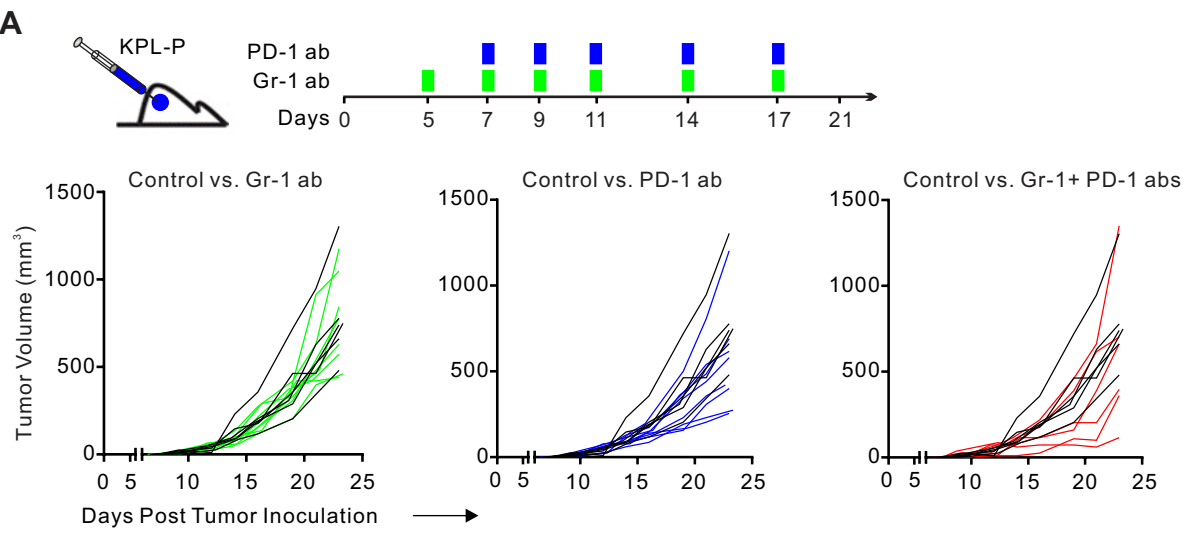 A
KPL-P
PD-1 ab
Gr-1 ab
Days 0 5 7 9 11 14 17 21
Control vs. Gr-1 ab
Control vs. PD-1 ab
Control vs. Gr-1+ PD-1 abs
Tumor Volume (mm³)
1500
1000
500
0
0 5 10 15 20 25
1500
1000
500
0
0 5 10 15 20 25
1500
1000
500
0
0 5 10 15 20 25
Days Post Tumor Inoculation